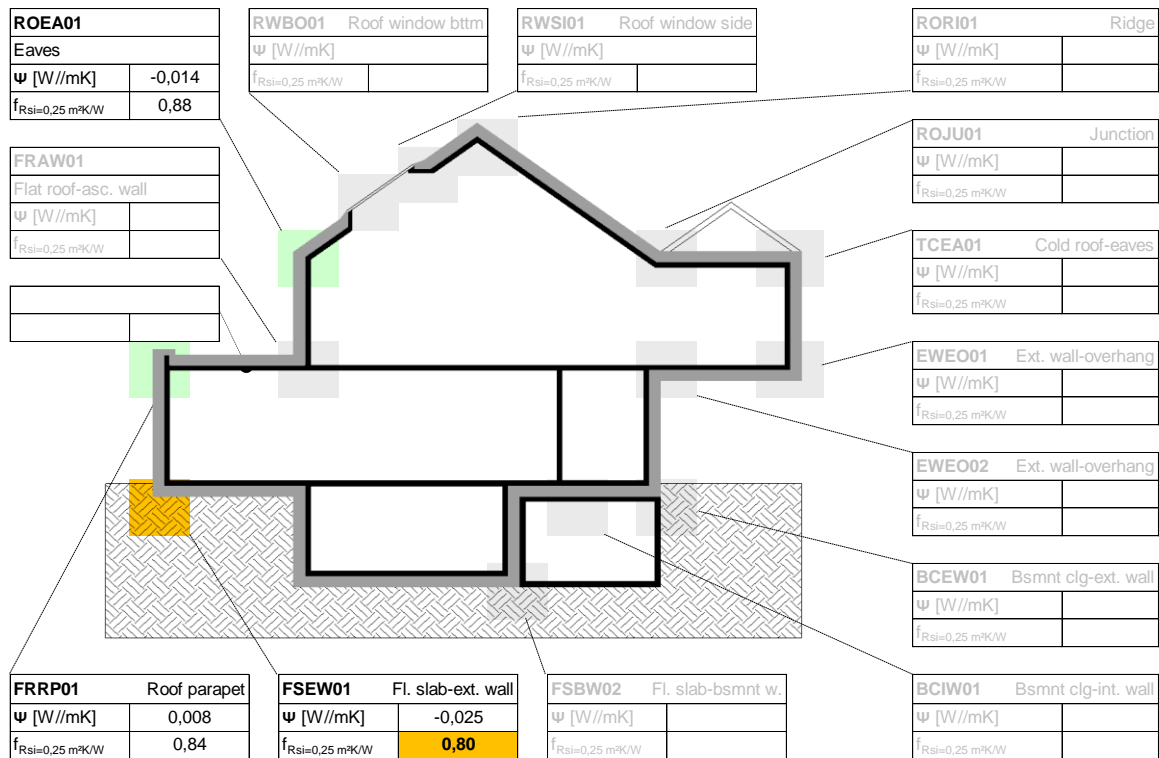 ROEA01
Eaves
Ψ [W//mK] -0,014
fRsi=0,25 m²K/W 0,88
RWBO01 Roof window bttm
Ψ [W//mK]
fRsi=0,25 m²K/W
RWSI01 Roof window side
Ψ [W//mK]
fRsi=0,25 m²K/W
RORI01 Ridge
Ψ [W//mK]
fRsi=0,25 m²K/W
FRAW01
Flat roof-asc. wall
Ψ [W//mK]
fRsi=0,25 m²K/W
ROJU01 Junction
Ψ [W//mK]
fRsi=0,25 m²K/W
TCEA01 Cold roof-eaves
Ψ [W//mK]
fRsi=0,25 m²K/W
EWEO01 Ext. wall-overhang
Ψ [W//mK]
fRsi=0,25 m²K/W
EWEO02 Ext. wall-overhang
Ψ [W//mK]
fRsi=0,25 m²K/W
BCEW01 Bsmnt clg-ext. wall
Ψ [W//mK]
fRsi=0,25 m²K/W
FRRP01 Roof parapet
Ψ [W//mK] 0,008
fRsi=0,25 m²K/W 0,84
FSEW01 Fl. slab-ext. wall
Ψ [W//mK] -0,025
fRsi=0,25 m²K/W 0,80
FSBW02 Fl. slab-bsmnt w.
Ψ [W//mK]
fRsi=0,25 m²K/W
BCIW01 Bsmnt clg-int. wall
Ψ [W//mK]
fRsi=0,25 m²K/W